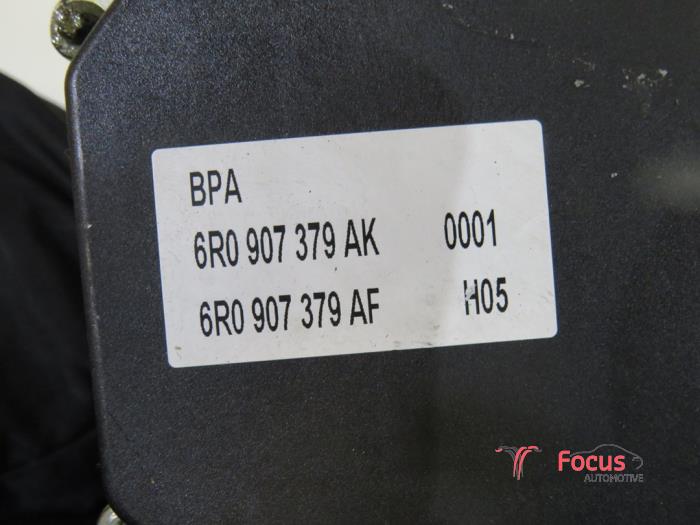 BPA
6R0 907 379 AK 0001
6R0 907 379 AF H05
Focus
AUTOMOTIVE